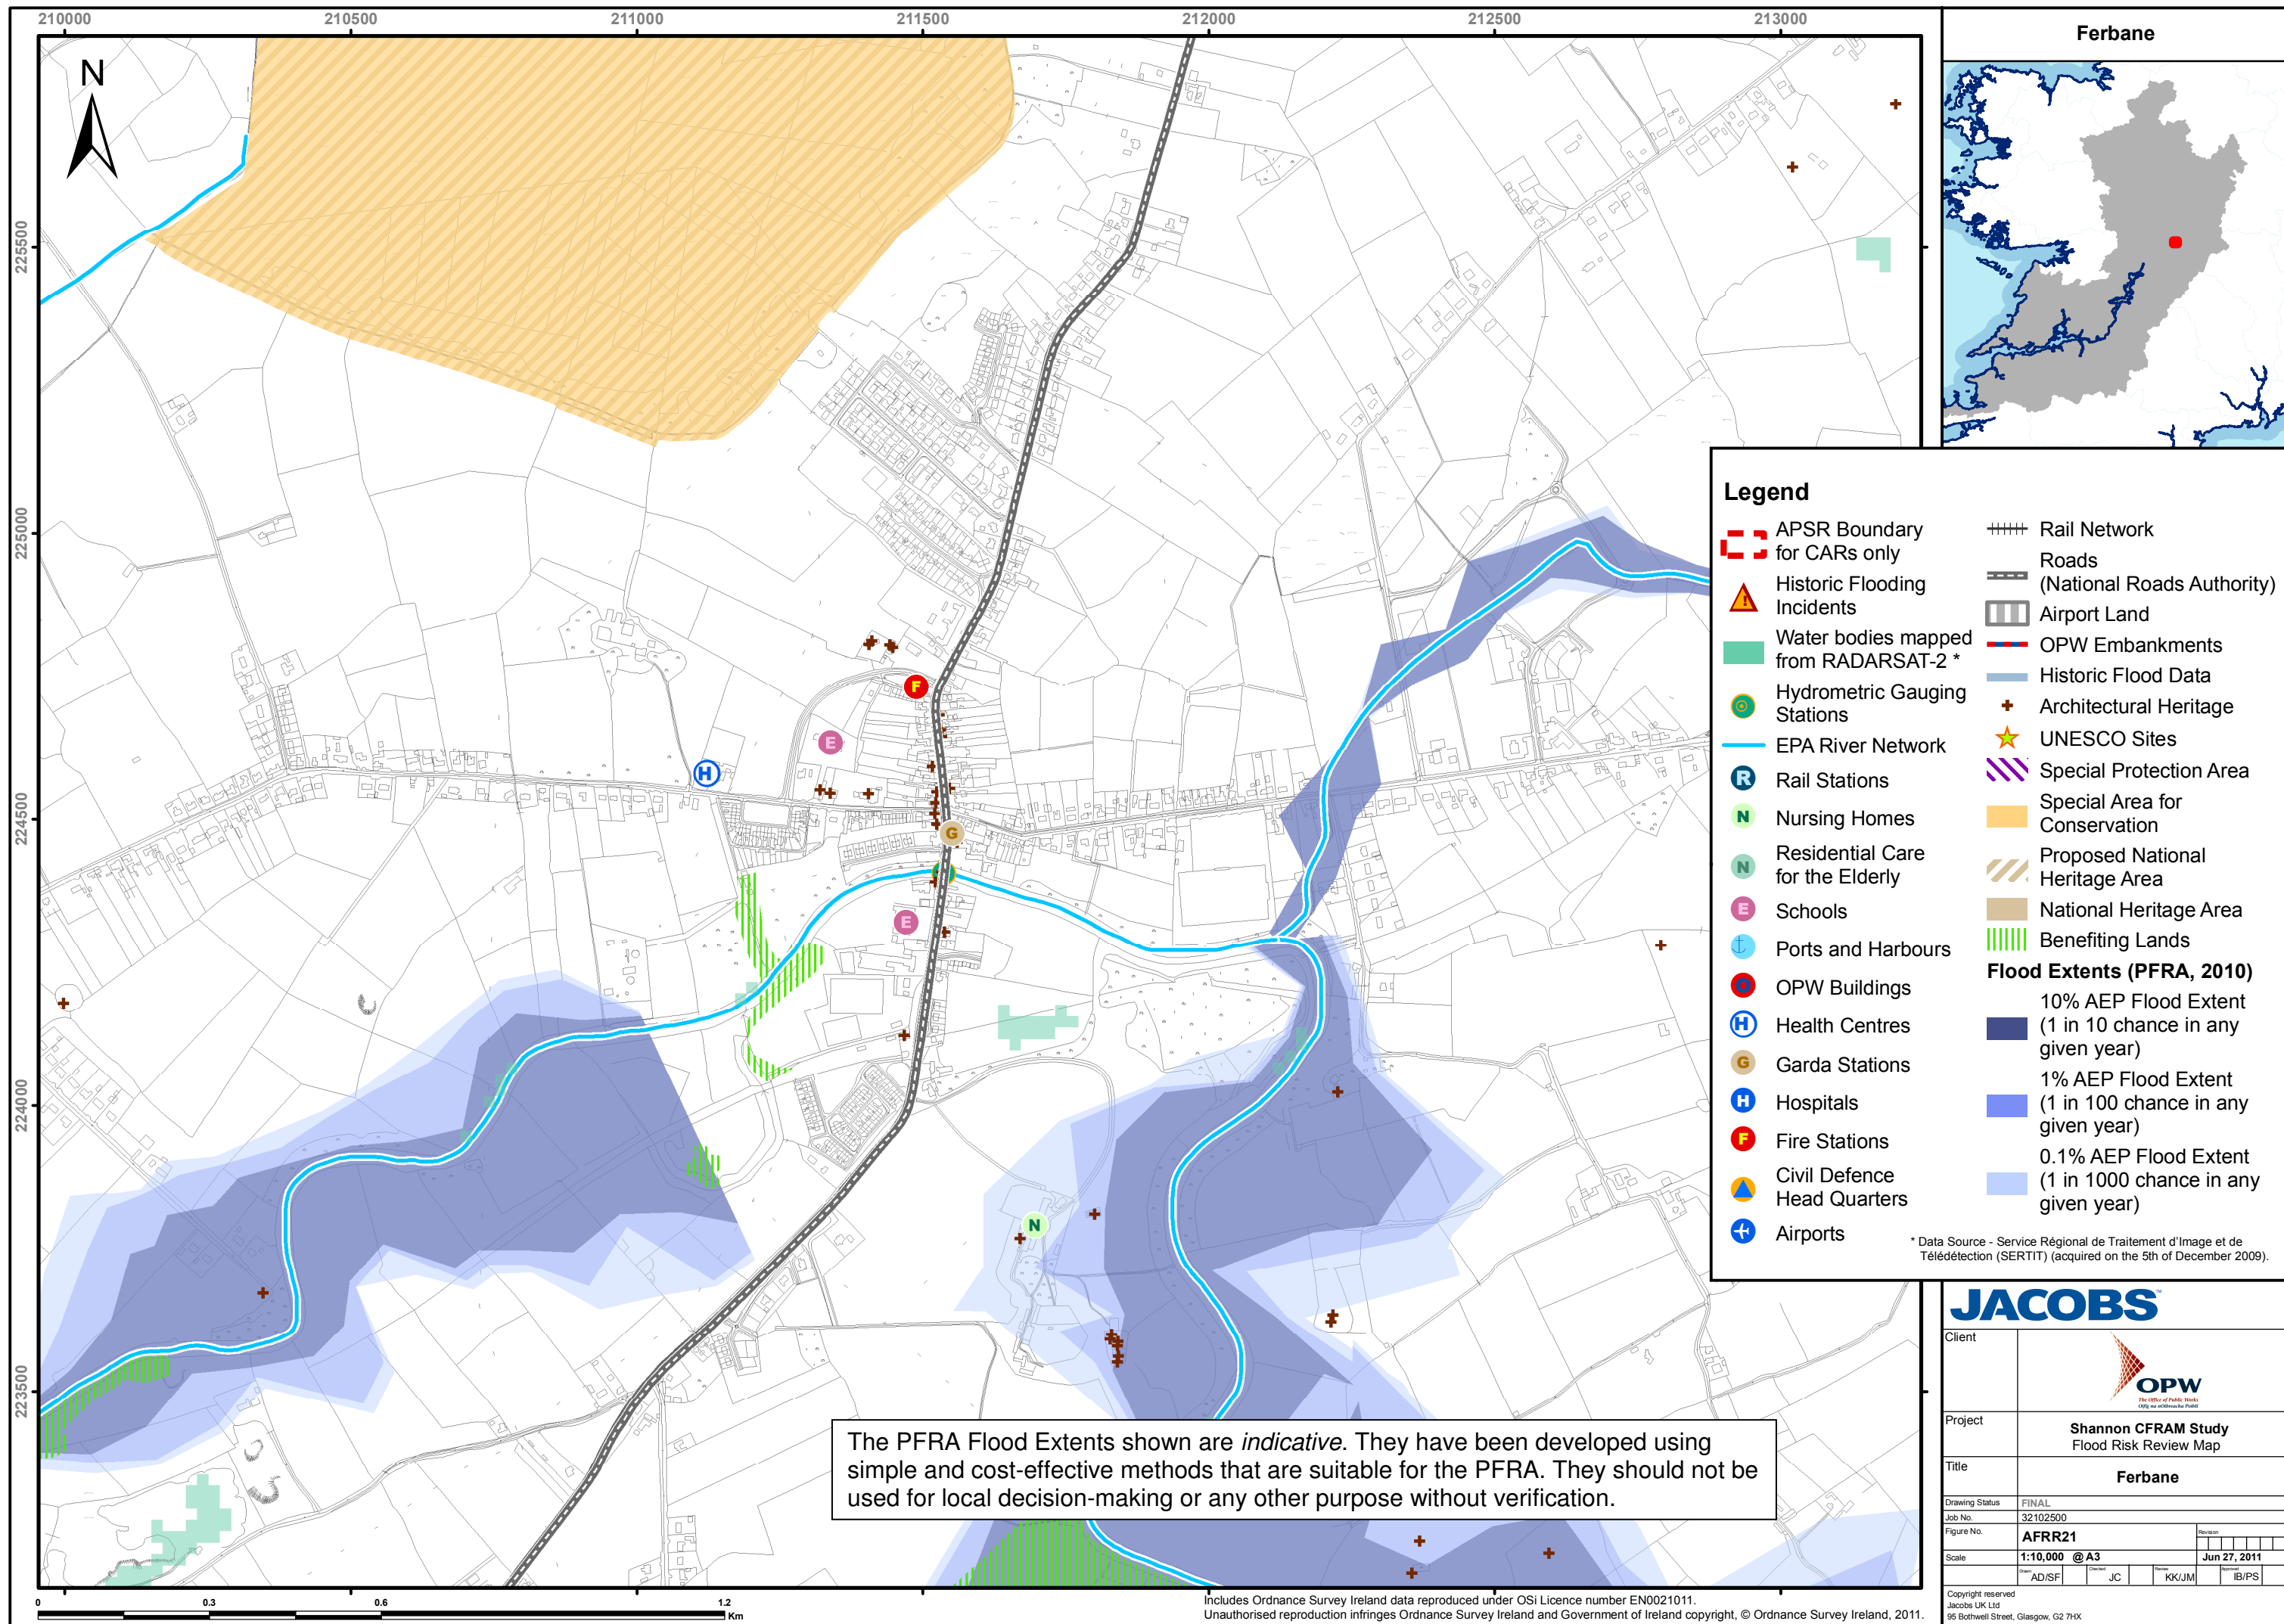 210000
210500
211000
211500
212000
212500
213000
225500
225000
224500
224000
223500
N
F
E
H
G
E
N
Ferbane
Legend
APSR Boundary
for CARs only
Historic Flooding
Incidents
Water bodies mapped
from RADARSAT-2 *
Hydrometric Gauging
Stations
EPA River Network
R Rail Stations
N Nursing Homes
N Residential Care
for the Elderly
E Schools
Ports and Harbours
OPW Buildings
H Health Centres
G Garda Stations
H Hospitals
F Fire Stations
Civil Defence
Head Quarters
Airports
Rail Network
Roads
(National Roads Authority)
Airport Land
OPW Embankments
Historic Flood Data
Architectural Heritage
UNESCO Sites
Special Protection Area
Special Area for
Conservation
Proposed National
Heritage Area
National Heritage Area
Benefiting Lands
Flood Extents (PFRA, 2010)
10% AEP Flood Extent
(1 in 10 chance in any
given year)
1% AEP Flood Extent
(1 in 100 chance in any
given year)
0.1% AEP Flood Extent
(1 in 1000 chance in any
given year)
* Data Source - Service Régional de Traitement d'Image et de
Télédétection (SERTIT) (acquired on the 5th of December 2009).
The PFRA Flood Extents shown are indicative. They have been developed using
simple and cost-effective methods that are suitable for the PFRA. They should not be
used for local decision-making or any other purpose without verification.
0 0.3 0.6 1.2
Km
Includes Ordnance Survey Ireland data reproduced under OSi Licence number EN0021011.
Unauthorised reproduction infringes Ordnance Survey Ireland and Government of Ireland copyright, © Ordnance Survey Ireland, 2011.
JACOBS
Client
OPW
The Office of Public Works
Oifig na nOibreacha Poiblí
Project
Shannon CFRAM Study
Flood Risk Review Map
Title
Ferbane
Drawing Status FINAL
Job No. 32102500
Figure No. AFRR21 Revision
Scale 1:10,000 @ A3 Jun 27, 2011
Drawn AD/SF Checked JC Review KK/JM Approved IB/PS
Copyright reserved
Jacobs UK Ltd
95 Bothwell Street, Glasgow, G2 7HX